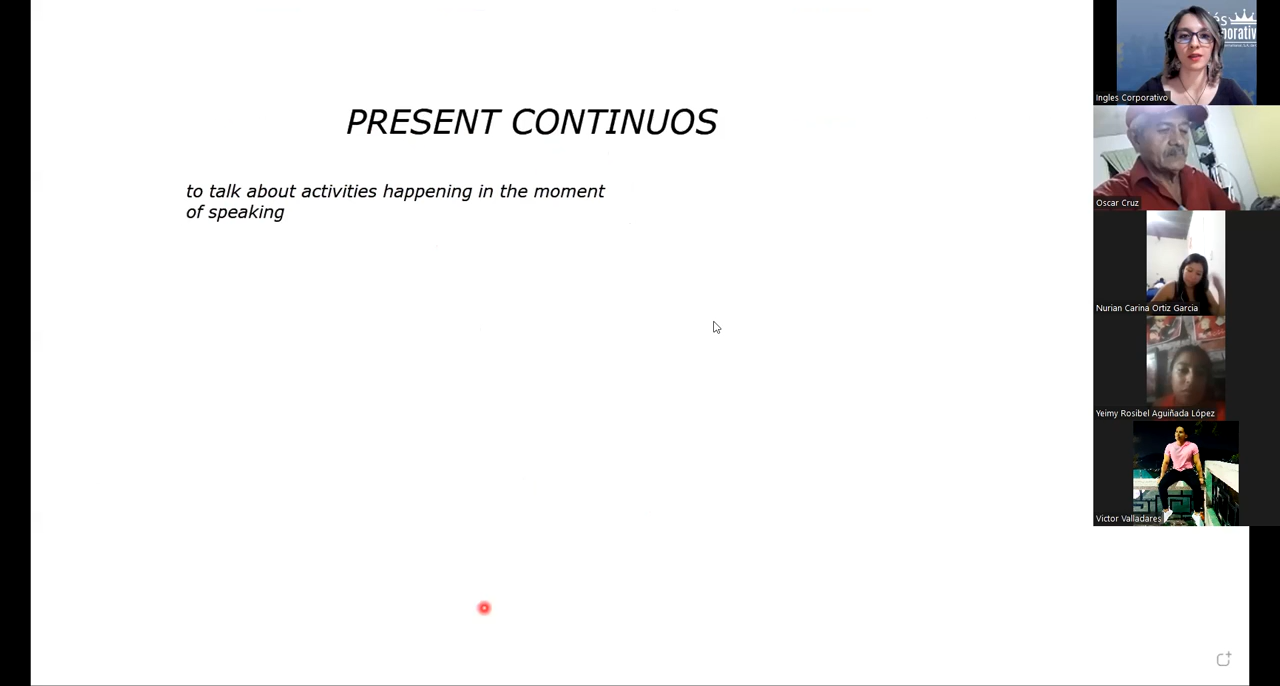 PRESENT CONTINUOS
to talk about activities happening in the moment
of speaking
Ingles Corporativo
Oscar Cruz
Nurian Carina Ortiz Garcia
Yeimy Rosibel Aguiñada López
Victor Valladares